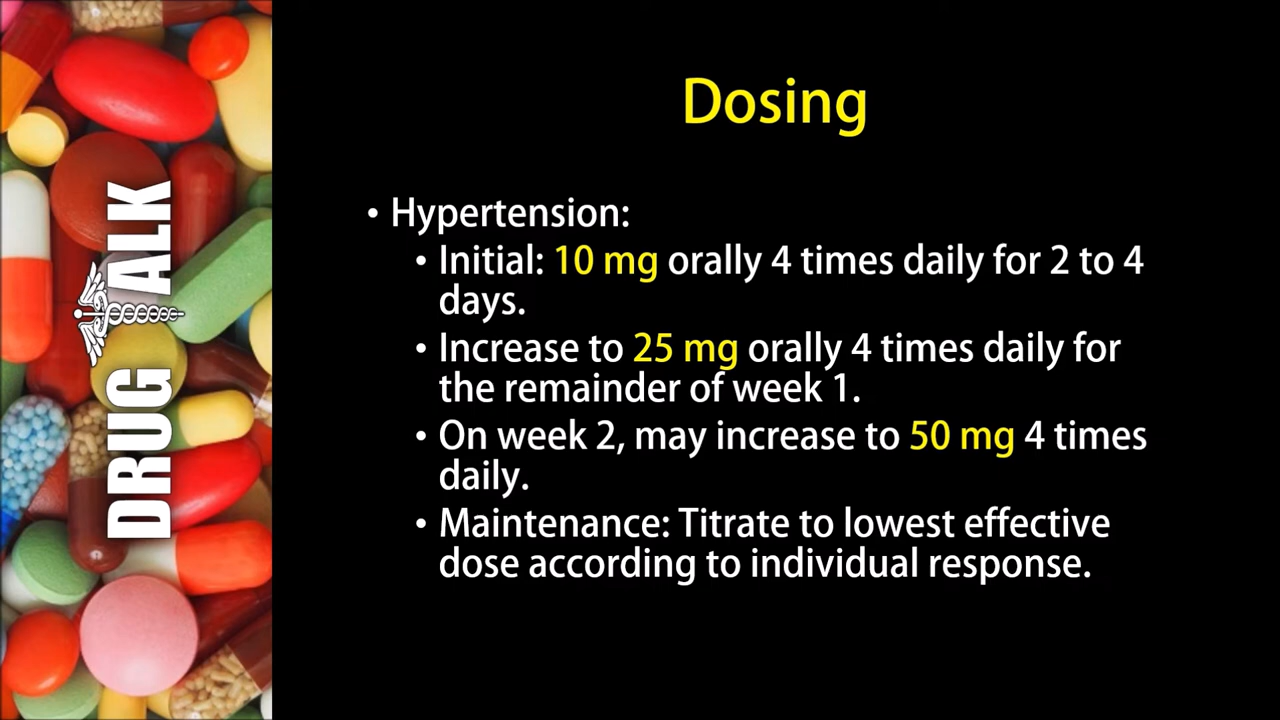 DRUG TALK
Dosing
• Hypertension:
• Initial: 10 mg orally 4 times daily for 2 to 4
days.
• Increase to 25 mg orally 4 times daily for
the remainder of week 1.
• On week 2, may increase to 50 mg 4 times
daily.
• Maintenance: Titrate to lowest effective
dose according to individual response.